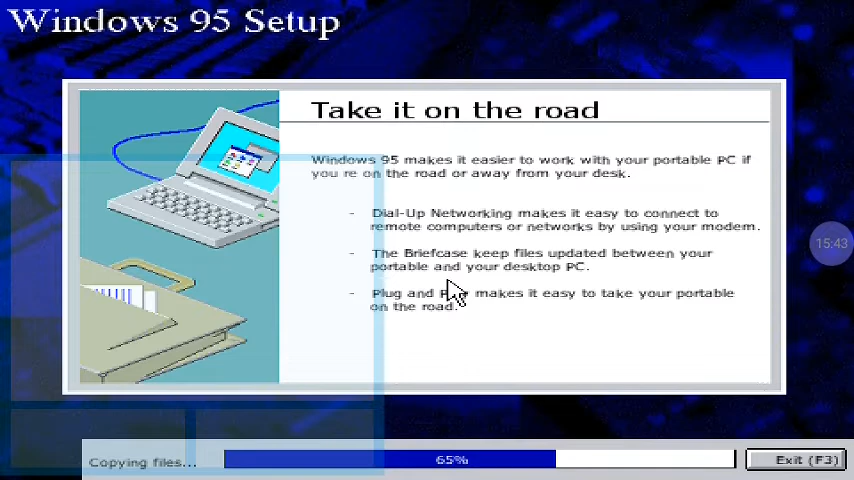 Windows 95 Setup
Take it on the road
Windows 95 makes it easier to work with your portable PC if
you re on the road or away from your desk.
- Dial-Up Networking makes it easy to connect to
remote computers or networks by using your modem.
- The Briefcase keep files updated between your
portable and your desktop PC.
- Plug and makes it easy to take your portable
on the road.
15:43
Copying files...
65%
Exit (F3)